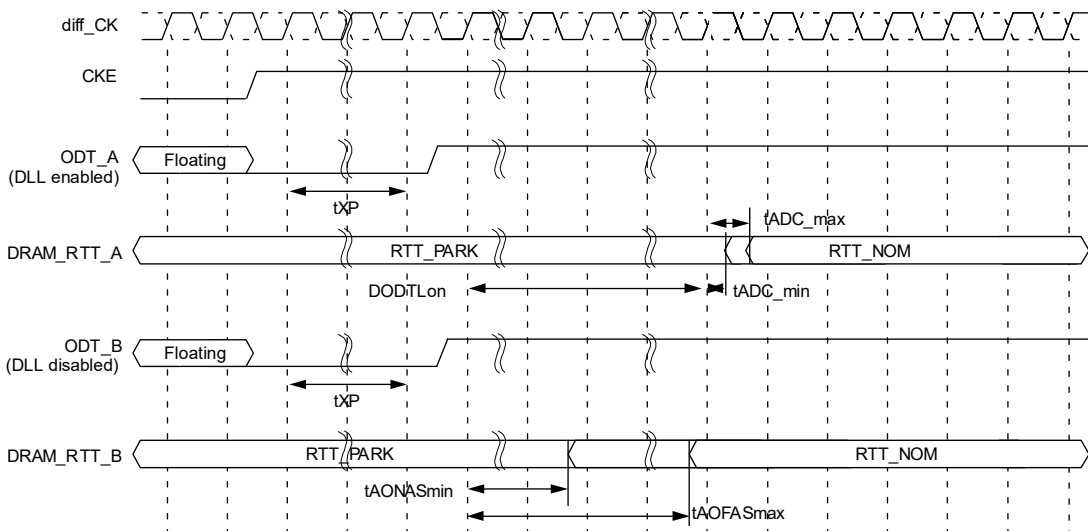 diff_CK
CKE
ODT_A
(DLL enabled)
Floating
tXP
tADC_max
DRAM_RTT_A
RTT_PARK
RTT_NOM
DODTLon
tADC_min
ODT_B
(DLL disabled)
Floating
tXP
DRAM_RTT_B
RTT_PARK
RTT_NOM
tAONASmin
tAOFASmax